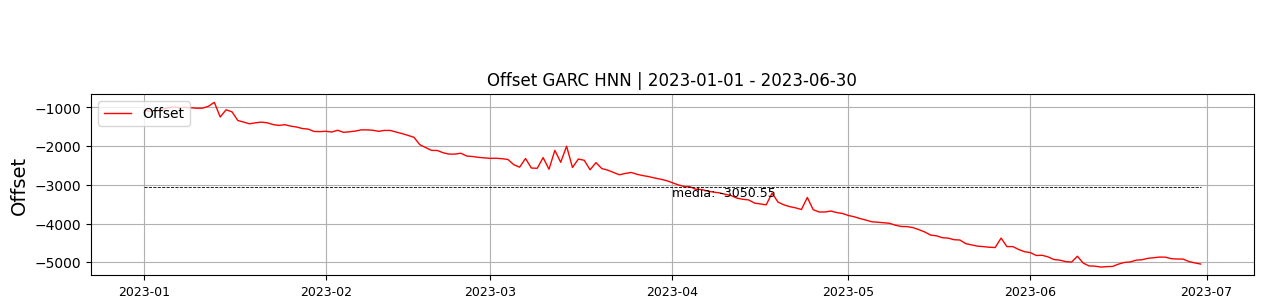 Offset GARC HNN | 2023-01-01 - 2023-06-30
Offset
−1000
−2000
−3000
−4000
−5000
Offset
media: -3050.55
2023-01 2023-02 2023-03 2023-04 2023-05 2023-06 2023-07